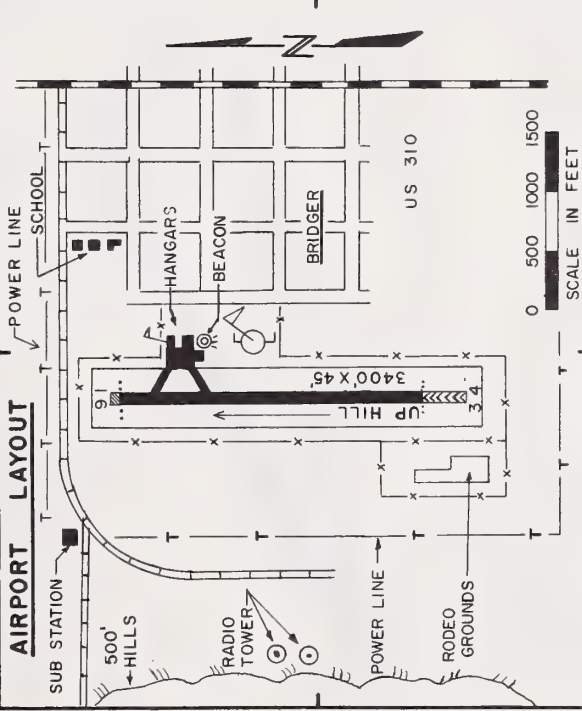 AIRPORT LAYOUT
POWER LINE
SCHOOL
SUB STATION
500' HILLS
HANGARS
BEACON
N
16
UP HILL
3400' X 45'
34
BRIDGER
US 310
RADIO
TOWER
POWER LINE
RODEO
GROUNDS
0 500 1000 1500
SCALE IN FEET